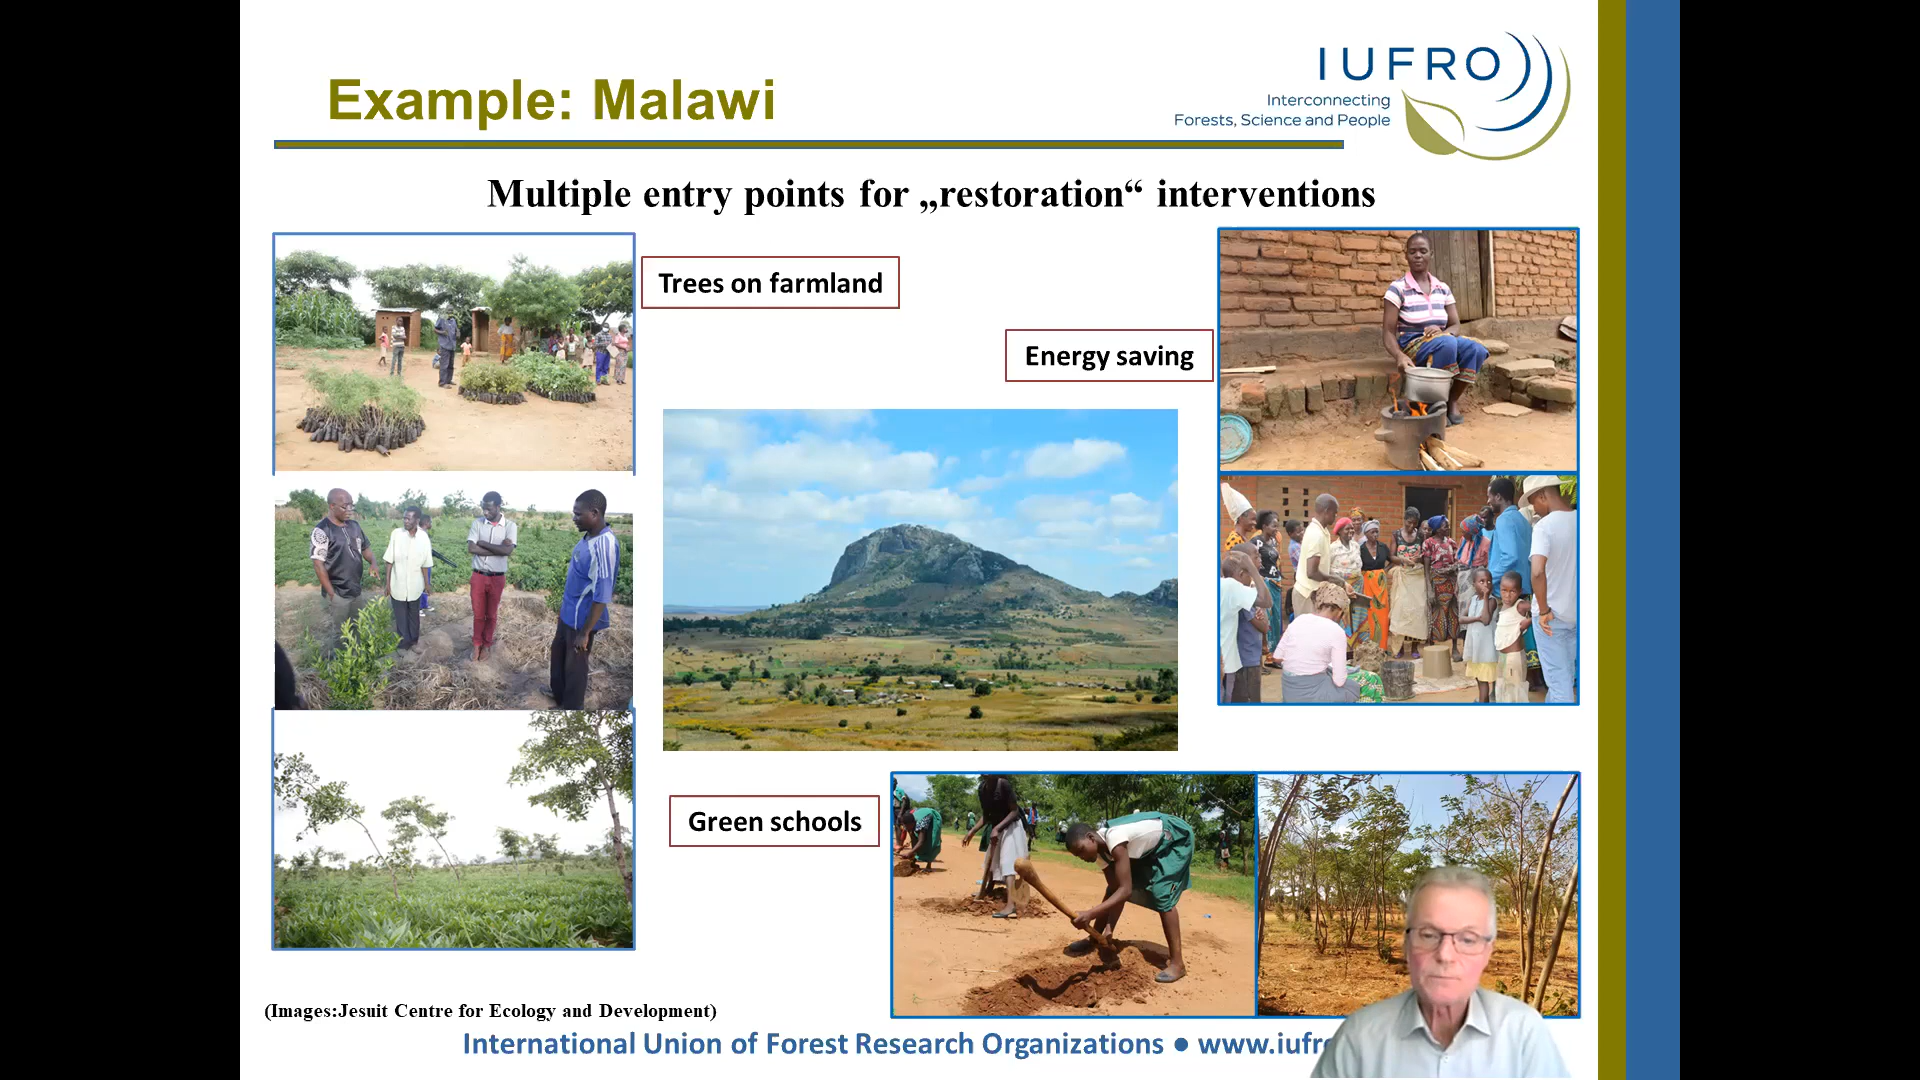 Example: Malawi
IUFRO
Interconnecting
Forests, Science and People
Multiple entry points for „restoration“ interventions
Trees on farmland
Energy saving
Green schools
(Images:Jesuit Centre for Ecology and Development)
International Union of Forest Research Organizations ● www.iufr